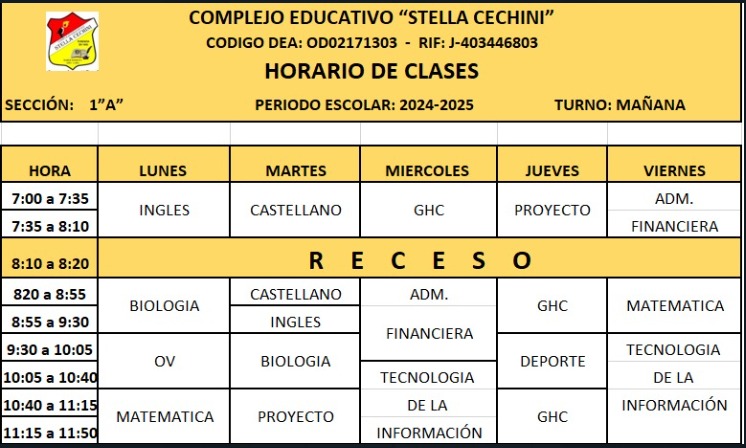 STELLA CECHINI
COMPLEJO EDUCATIVO “STELLA CECHINI”
CODIGO DEA: OD02171303 - RIF: J-403446803
HORARIO DE CLASES
SECCIÓN: 1”A” PERIODO ESCOLAR: 2024-2025 TURNO: MAÑANA
HORA LUNES MARTES MIERCOLES JUEVES VIERNES
7:00 a 7:35 INGLES CASTELLANO GHC PROYECTO ADM.
7:35 a 8:10 FINANCIERA
8:10 a 8:20 R E C E S O
820 a 8:55 BIOLOGIA CASTELLANO ADM. GHC MATEMATICA
8:55 a 9:30 INGLES FINANCIERA
9:30 a 10:05 OV BIOLOGIA DEPORTE TECNOLOGIA
10:05 a 10:40 TECNOLOGIA DE LA
10:40 a 11:15 MATEMATICA PROYECTO DE LA GHC INFORMACIÓN
11:15 a 11:50 INFORMACIÓN